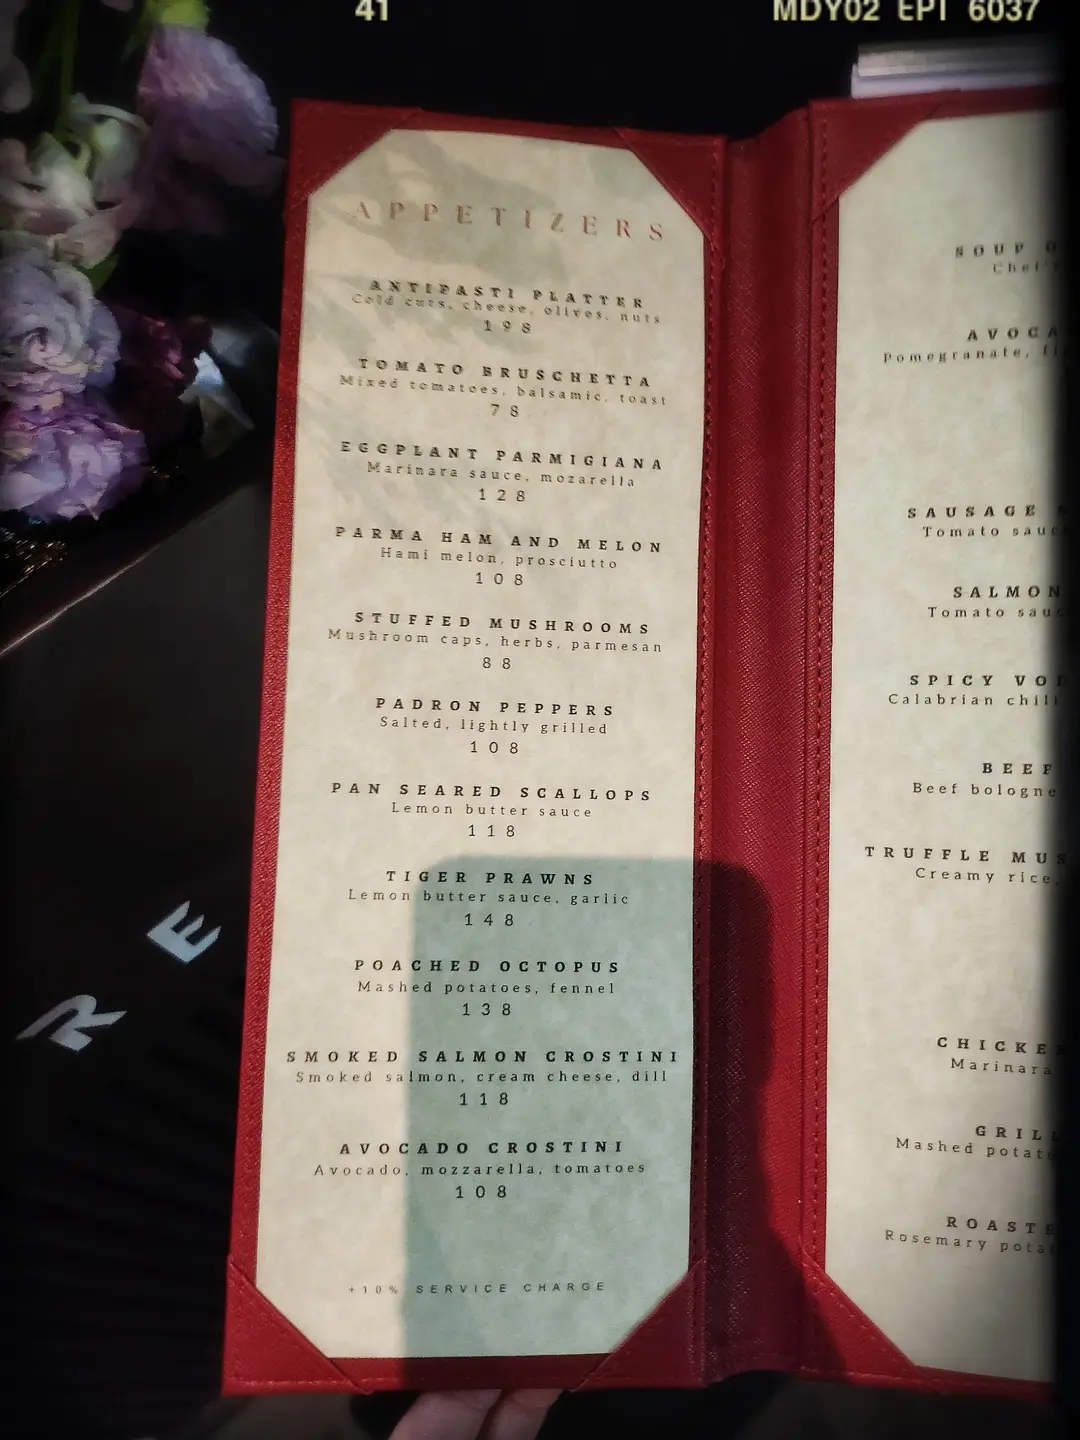 41
MDY02 EPI 6037
APPETIZERS
ANTIPASTI PLATTER
Cold cuts, cheese, olives, nuts
198
TOMATO BRUSCHETTA
Mixed tomatoes, balsamic, toast
78
EGGPLANT PARMIGIANA
Marinara sauce, mozarella
128
PARMA HAM AND MELON
Hami melon, prosciutto
108
STUFFED MUSHROOMS
Mushroom caps, herbs, parmesan
88
PADRON PEPPERS
Salted, lightly grilled
108
PAN SEARED SCALLOPS
Lemon butter sauce
118
TIGER PRAWNS
Lemon butter sauce, garlic
148
POACHED OCTOPUS
Mashed potatoes, fennel
138
SMOKED SALMON CROSTINI
Smoked salmon, cream cheese, dill
118
AVOCADO CROSTINI
Avocado, mozzarella, tomatoes
108
+10% SERVICE CHARGE
SOUP
Pomegranate,
SAUSAGE
Tomato
SALMON
Tomato
SPICY
Calabrian
BEEF
Beef
TRUFFLE
Creamy rice,
Marinara
Mashed
Rosemary
R E